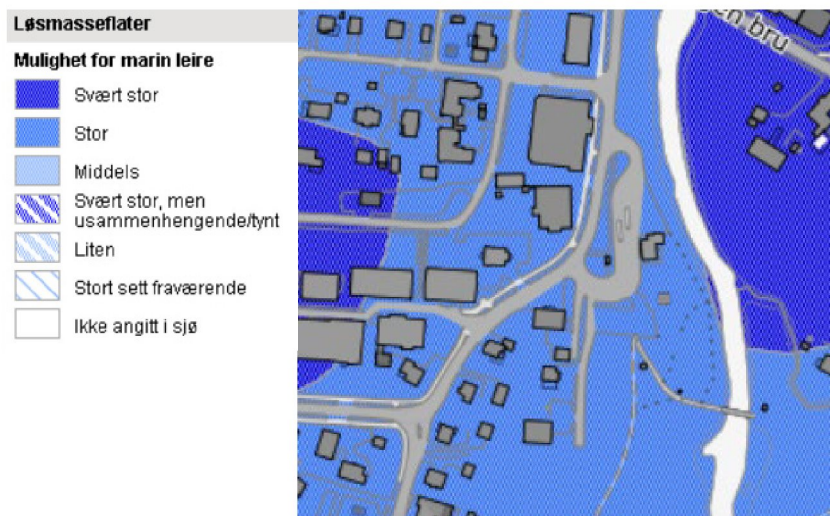 Løsmasseflater
Mulighet for marin leire
Svært stor
Stor
Middels
Svært stor, men
usammenhengende/tynt
Liten
Stort sett fraværende
Ikke angitt i sjø
bru